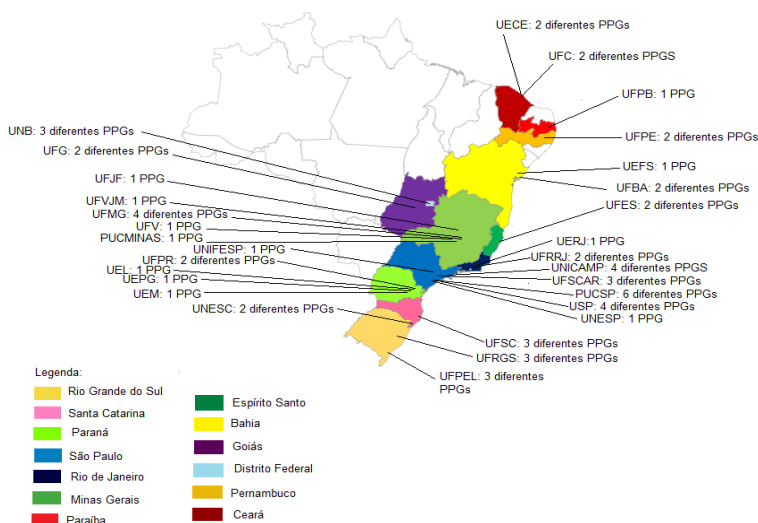 UECE: 2 diferentes PPGs
UFC: 2 diferentes PPGS
UFPB: 1 PPG
UNB: 3 diferentes PPGs
UFPE: 2 diferentes PPGs
UFG: 2 diferentes PPGs
UEFS: 1 PPG
UFJF: 1 PPG
UFBA: 2 diferentes PPGs
UFVJM: 1 PPG
UFES: 2 diferentes PPGs
UFMG: 4 diferentes PPGs
UFV: 1 PPG
PUCMINAS: 1 PPG
UERJ:1 PPG
UNIFESP: 1 PPG
UFRRJ: 2 diferentes PPGs
UFPR: 2 diferentes PPGs
UNICAMP: 4 diferentes PPGS
UEL: 1 PPG
UFSCAR: 3 diferentes PPGs
UEPG: 1 PPG
PUCSP: 6 diferentes PPGs
UEM: 1 PPG
USP: 4 diferentes PPGs
UNESC: 2 diferentes PPGs
UNESP: 1 PPG
UFSC: 3 diferentes PPGs
UFRGS: 3 diferentes PPGs
UFPEL: 3 diferentes
PPGs
Legenda:
Rio Grande do Sul
Santa Catarina
Paraná
São Paulo
Rio de Janeiro
Minas Gerais
Paraíba
Espírito Santo
Bahia
Goiás
Distrito Federal
Pernambuco
Ceará